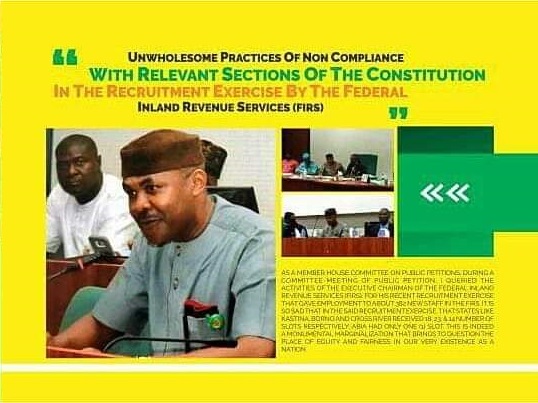 “
UNWHOLESOME PRACTICES OF NON COMPLIANCE
WITH RELEVANT SECTIONS OF THE CONSTITUTION
IN THE RECRUITMENT EXERCISE BY THE FEDERAL
INLAND REVENUE SERVICES (FIRS)
”
««
AS A MEMBER HOUSE COMMITTEE ON PUBLIC PETITIONS, DURING A
COMMITTEE MEETING OF PUBLIC PETITION, I QUERIED THE
ACTIVITIES OF THE EXECUTIVE CHAIRMAN OF THE FEDERAL INLAND
REVENUE SERVICES (FIRS), FOR HIS RECENT RECRUITMENT EXERCISE
THAT GAVE EMPLOYMENT TO ABOUT 382 NEW STAFF IN THE FIRS. IT IS
SO SAD THAT IN THE SAID RECRUITMENT EXERCISE, THAT STATES LIKE
KASTINA, BORNO AND CROSS RIVER RECEIVED 18, 23, & 14 NUMBER OF
SLOTS RESPECTIVELY, ABIA HAD ONLY ONE (1) SLOT. THIS IS INDEED
A MONUMENTAL MARGINALIZATION THAT BRINGS TO QUESTION THE
PLACE OF EQUITY AND FAIRNESS IN OUR VERY EXISTENCE AS A
NATION